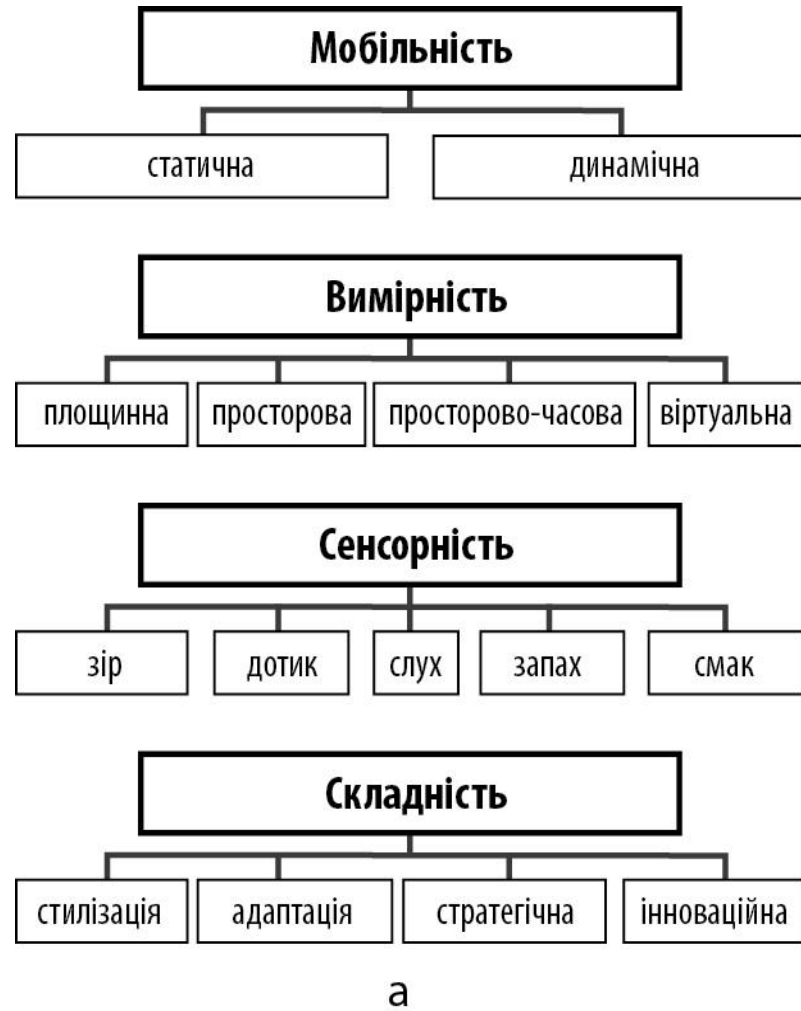 Мобільність
статична динамічна
Вимірність
площинна просторова просторово-часова віртуальна
Сенсорність
зір дотик слух запах смак
Складність
стилізація адаптація стратегічна інноваційна
а